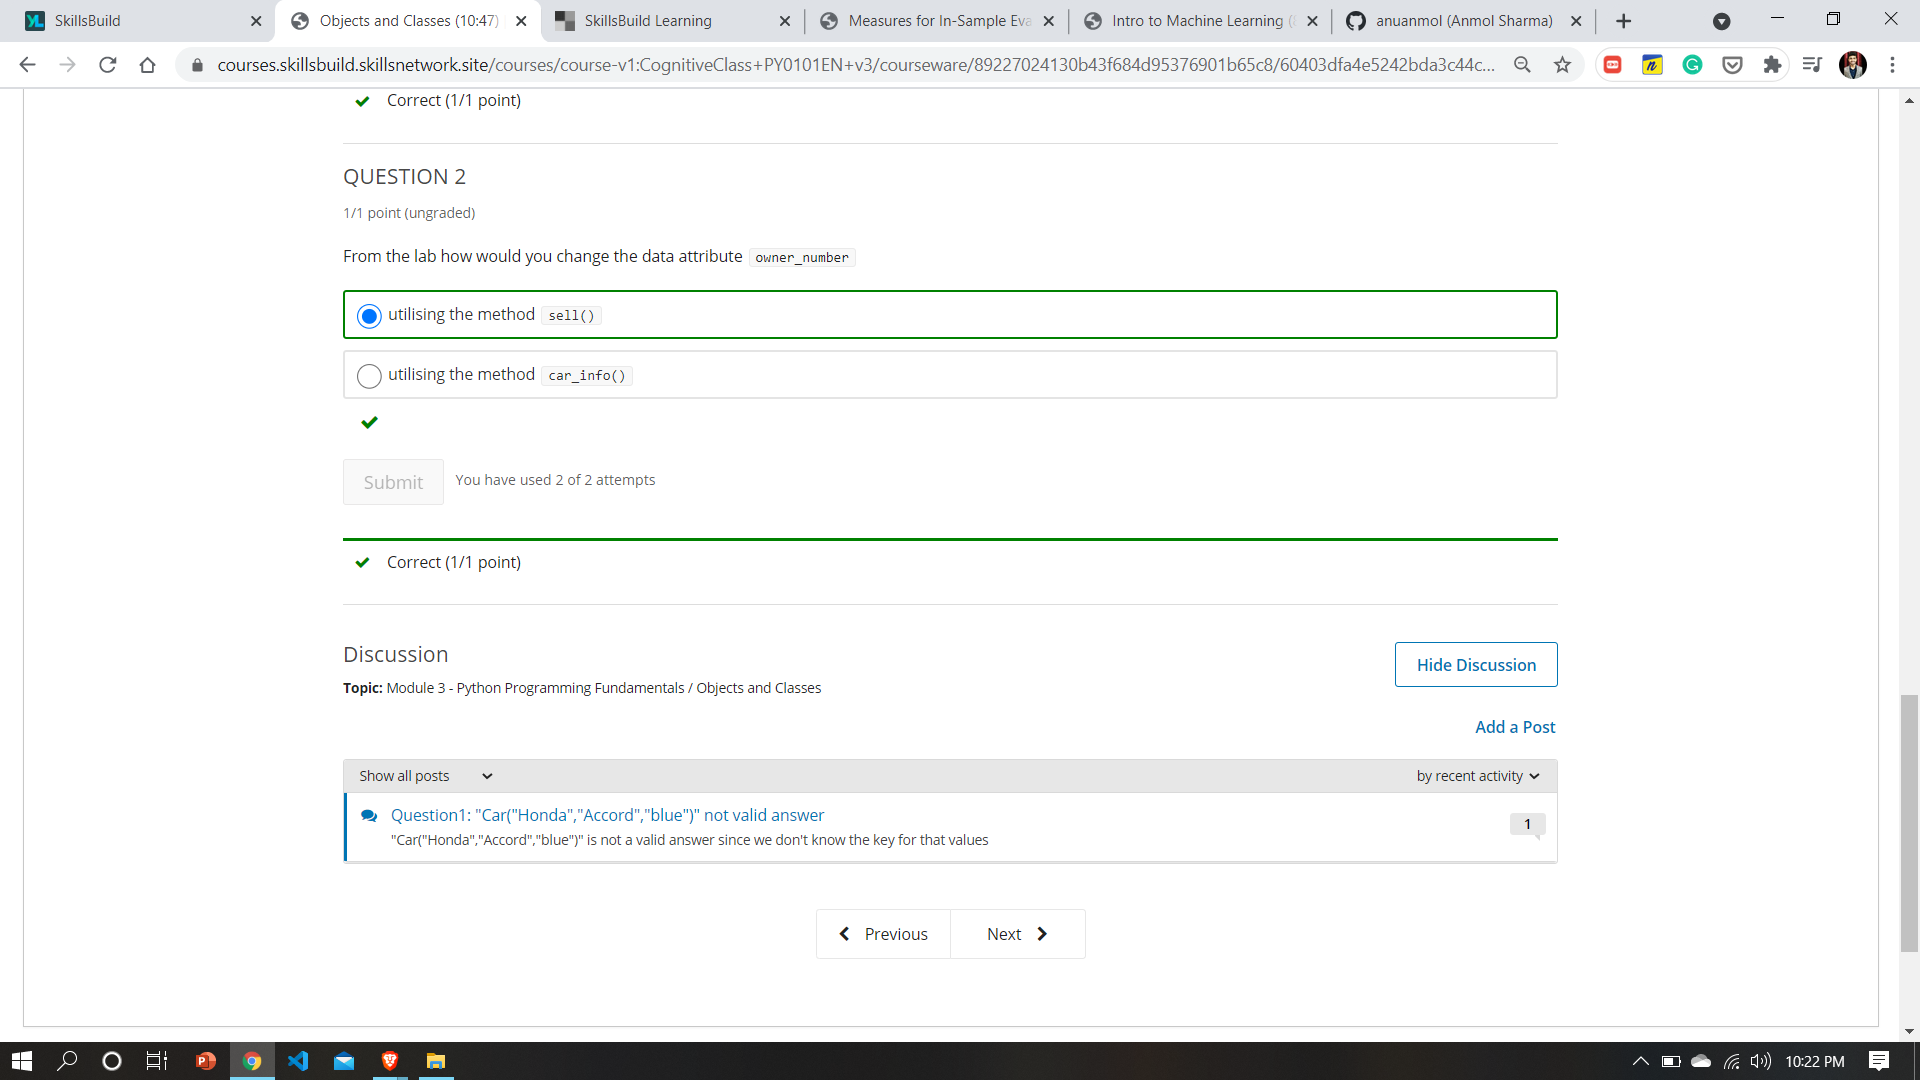 SkillsBuild
Objects and Classes (10:47)
SkillsBuild Learning
Measures for In-Sample Eva
Intro to Machine Learning (
anuanmol (Anmol Sharma)
courses.skillsbuild.skillsnetwork.site/courses/course-v1:CognitiveClass+PY0101EN+v3/courseware/89227024130b43f684d95376901b65c8/60403dfa4e5242bda3c44c...
Correct (1/1 point)
QUESTION 2
1/1 point (ungraded)
From the lab how would you change the data attribute owner_number
utilising the method sell()
utilising the method car_info()
Submit You have used 2 of 2 attempts
Correct (1/1 point)
Discussion
Hide Discussion
Topic: Module 3 - Python Programming Fundamentals / Objects and Classes
Add a Post
Show all posts by recent activity
Question1: "Car("Honda","Accord","blue")" not valid answer
1
"Car("Honda","Accord","blue")" is not a valid answer since we don't know the key for that values
Previous Next
10:22 PM